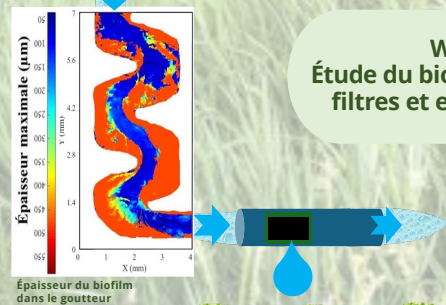 W
Étude du bio
filtres et e
Épaisseur maximale (µm)
05
100
150
200
250
300
350
400
450
500
550
Y (mm)
7
5.6
4.2
2.8
1.4
0
0
1
2
3
4
X (mm)
Épaisseur du biofilm
dans le goutteur